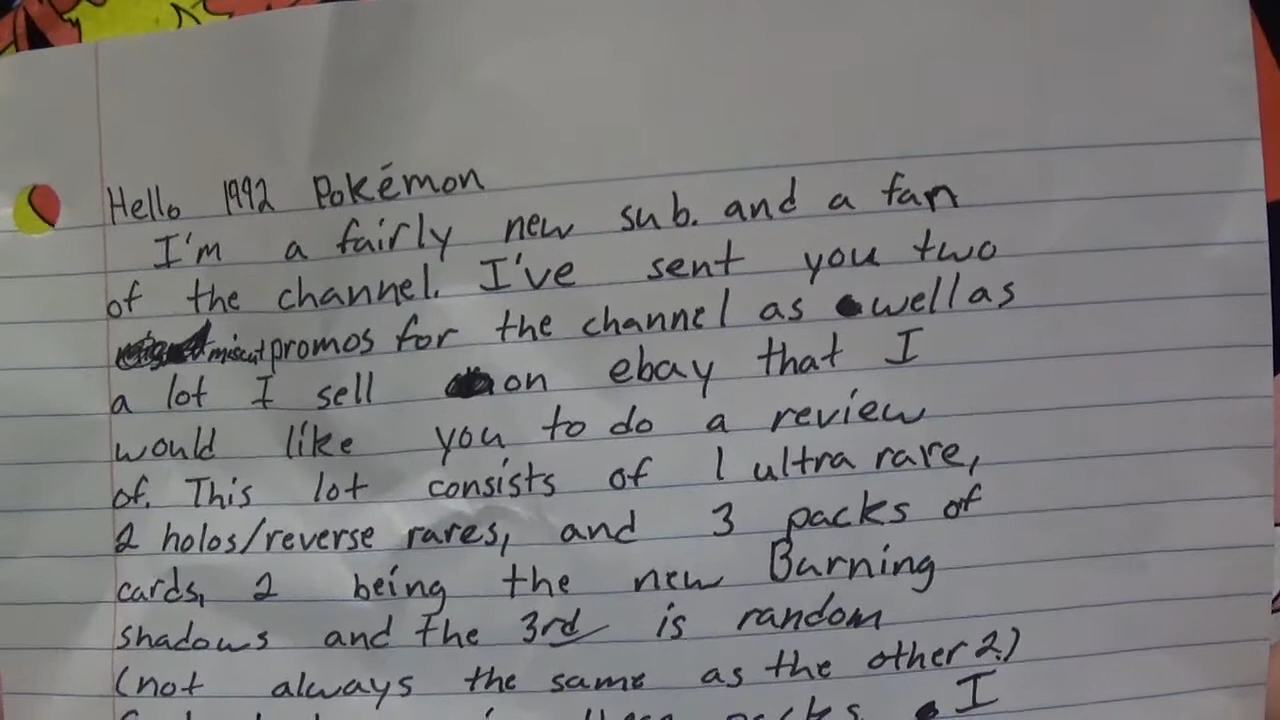 Hello 1992 Pokémon
I'm a fairly new sub. and a fan
of the channel. I've sent you two
miscut promos for the channel as well as
a lot I sell on ebay that I
would like you to do a review
of. This lot consists of 1 ultra rare,
2 holos/reverse rares, and 3 packs of
cards, 2 being the new Burning
shadows and the 3rd is random
(not always the same as the other 2.)
packs. I